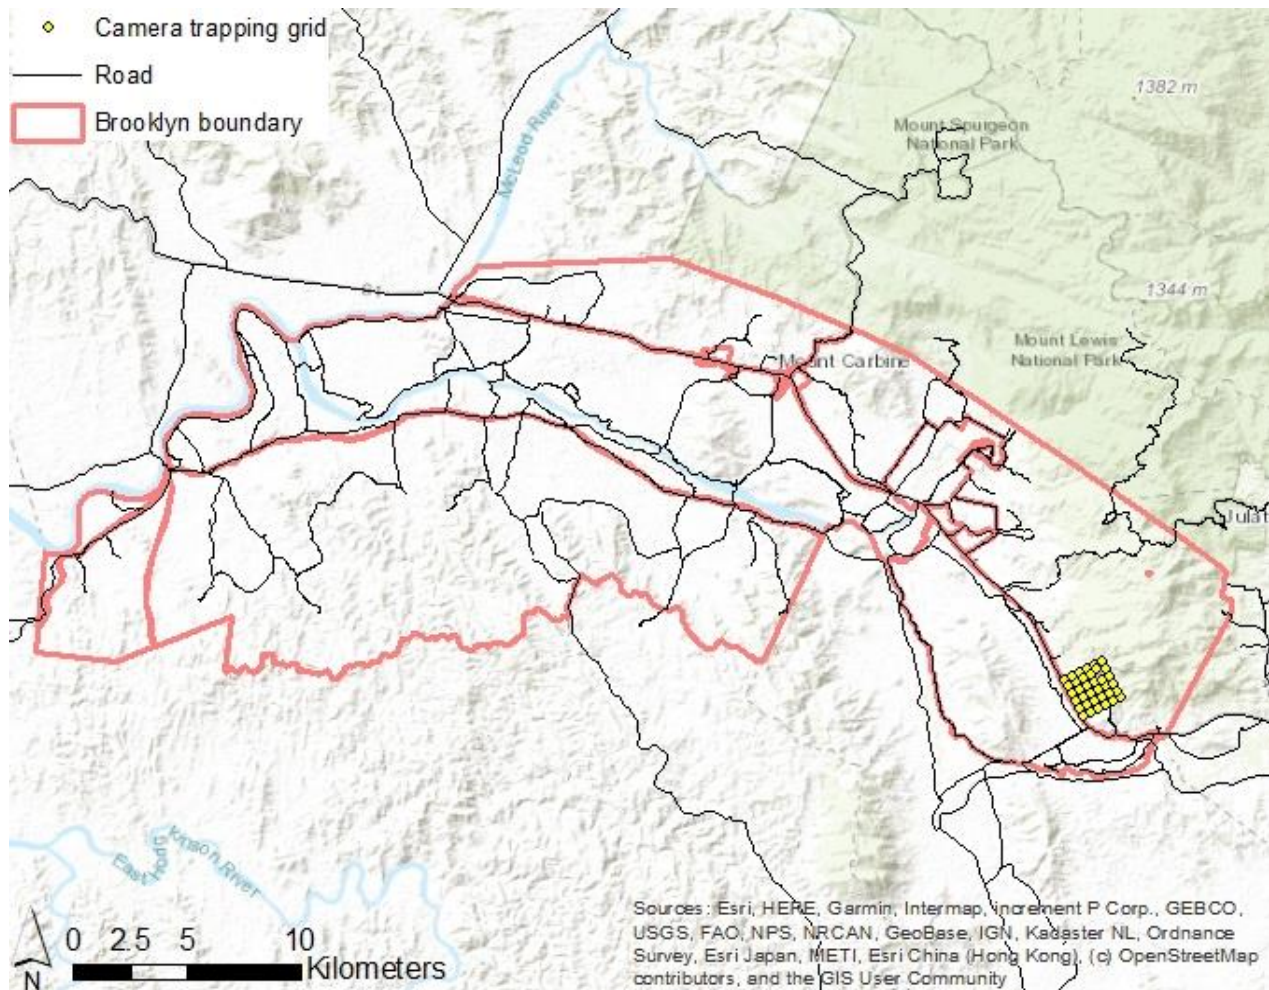 Camera trapping grid
Road
Brooklyn boundary
McLeod River
1382 m
Mount Spurgeon
National Park
81
1344 m
Mount Lewis
National Park
Mount Carbine
Julat
East Hodg
kinson River
0 2.5 5 10
Kilometers
N
Sources: Esri, HERE, Garmin, Intermap, increment P Corp., GEBCO,
USGS, FAO, NPS, NRCAN, GeoBase, IGN, Kadaster NL, Ordnance
Survey, Esri Japan, METI, Esri China (Hong Kong), (c) OpenStreetMap
contributors, and the GIS User Community